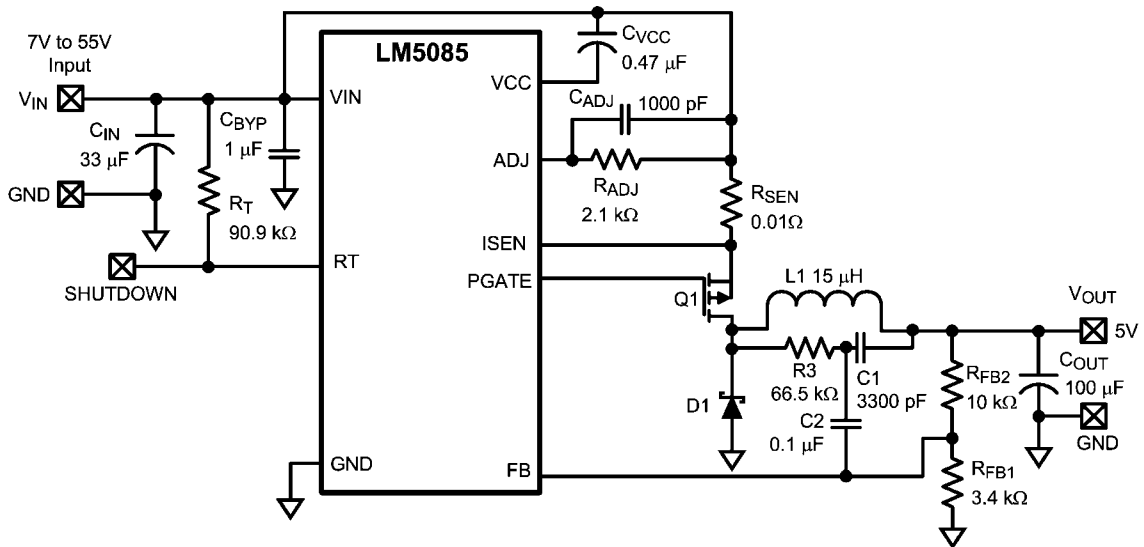 7V to 55V
Input
VIN
CIN
33 μF
GND
SHUTDOWN
RT
90.9 kΩ
CBYP
1 μF
LM5085
VIN
RT
GND
VCC
ADJ
ISEN
PGATE
FB
CVCC
0.47 μF
CADJ
1000 pF
RADJ
2.1 kΩ
RSEN
0.01Ω
Q1
L1 15 μH
R3
66.5 kΩ
C1
3300 pF
C2
0.1 μF
D1
RFB2
10 kΩ
RFB1
3.4 kΩ
VOUT
5V
COUT
100 μF
GND